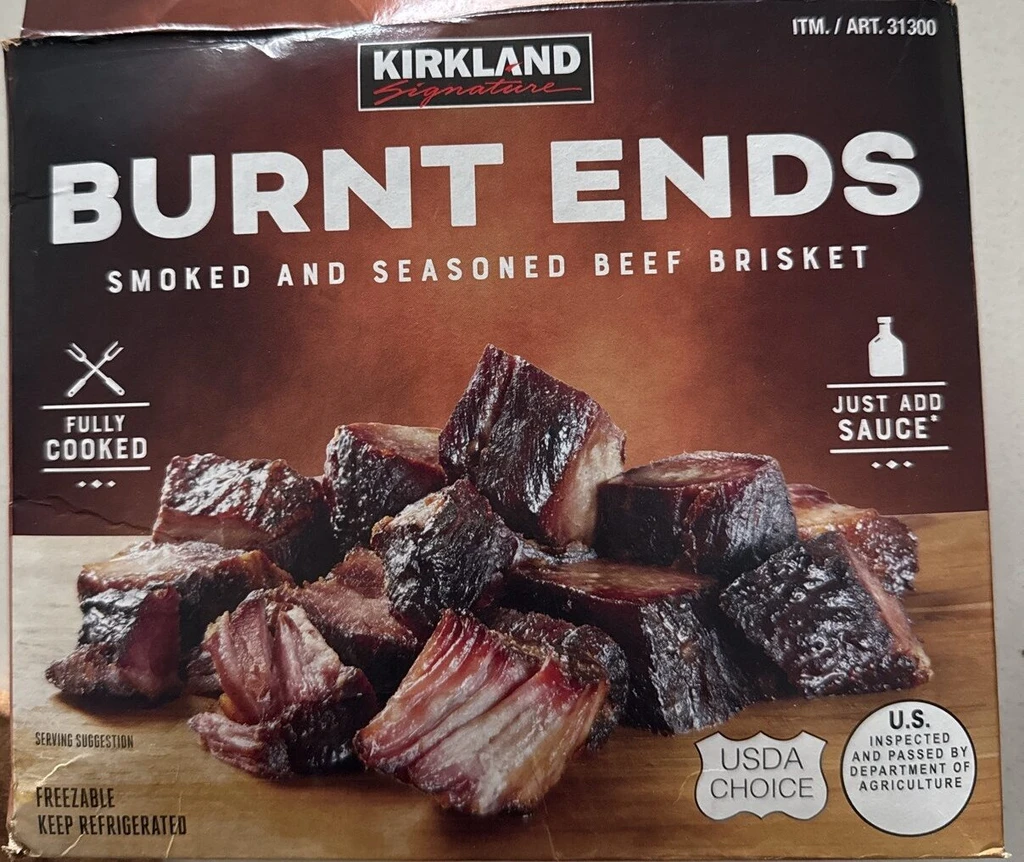 ITM. / ART. 31300
KIRKLAND
Signature
BURNT ENDS
SMOKED AND SEASONED BEEF BRISKET
FULLY
COOKED
JUST ADD
SAUCE*
SERVING SUGGESTION
FREEZABLE
KEEP REFRIGERATED
USDA
CHOICE
U.S.
INSPECTED
AND PASSED BY
DEPARTMENT OF
AGRICULTURE